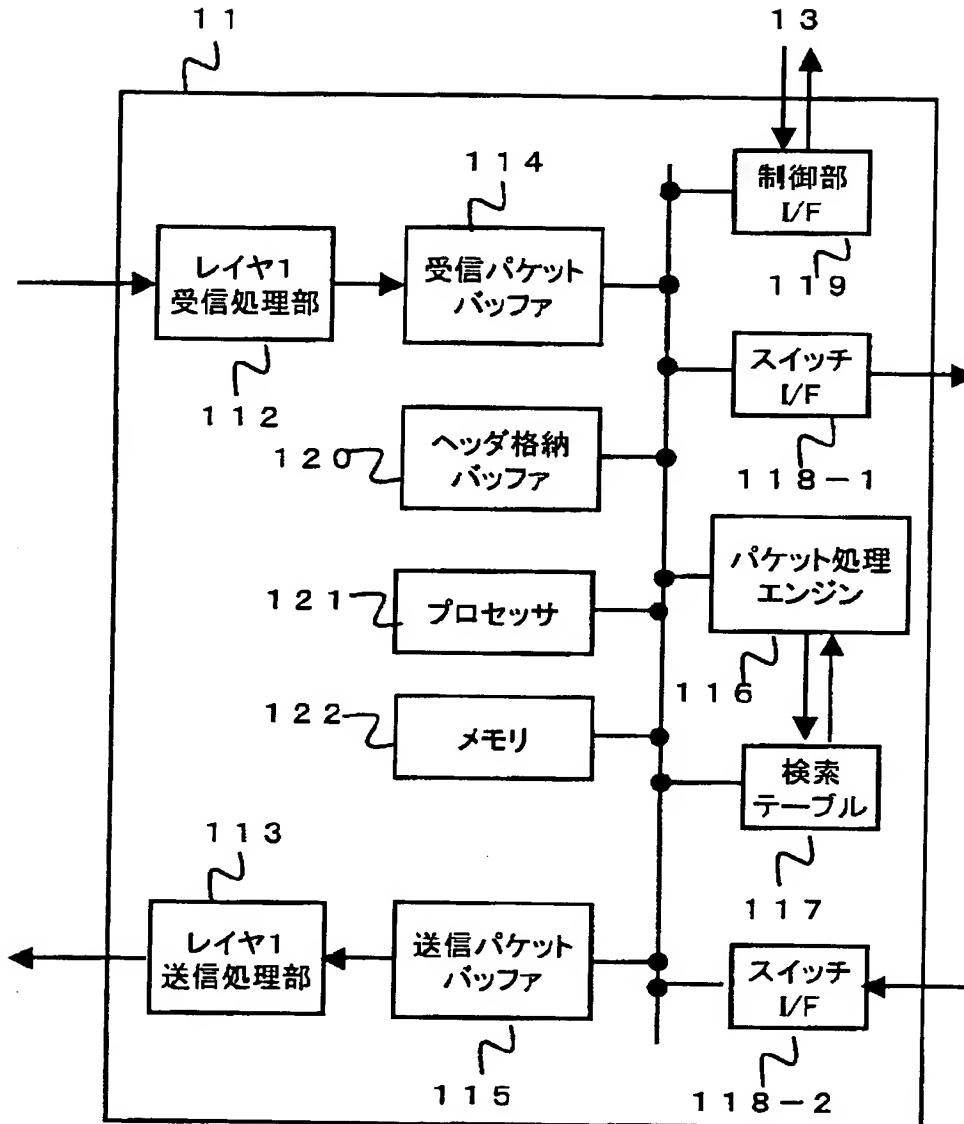 １１
１３
１１４
制御部
I/F
１１９
レイヤ1
受信処理部
１１２
受信パケット
バッファ
スイッチ
I/F
１１８－１
１２０
ヘッダ格納
バッファ
パケット処理
エンジン
１１６
１２１
プロセッサ
１２２
メモリ
検索
テーブル
１１７
１１３
レイヤ1
送信処理部
送信パケット
バッファ
１１５
スイッチ
I/F
１１８－２